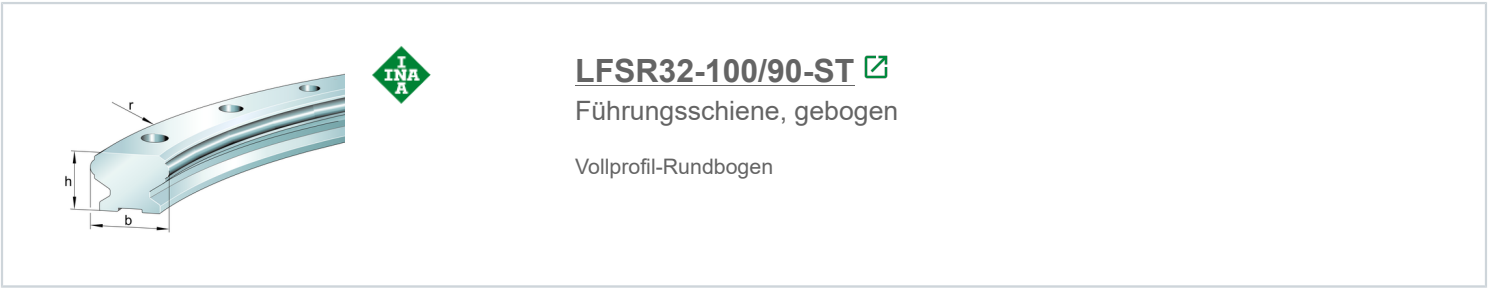 r
h
b
I
INA
A
LFSR32-100/90-ST
Führungsschiene, gebogen
Vollprofil-Rundbogen